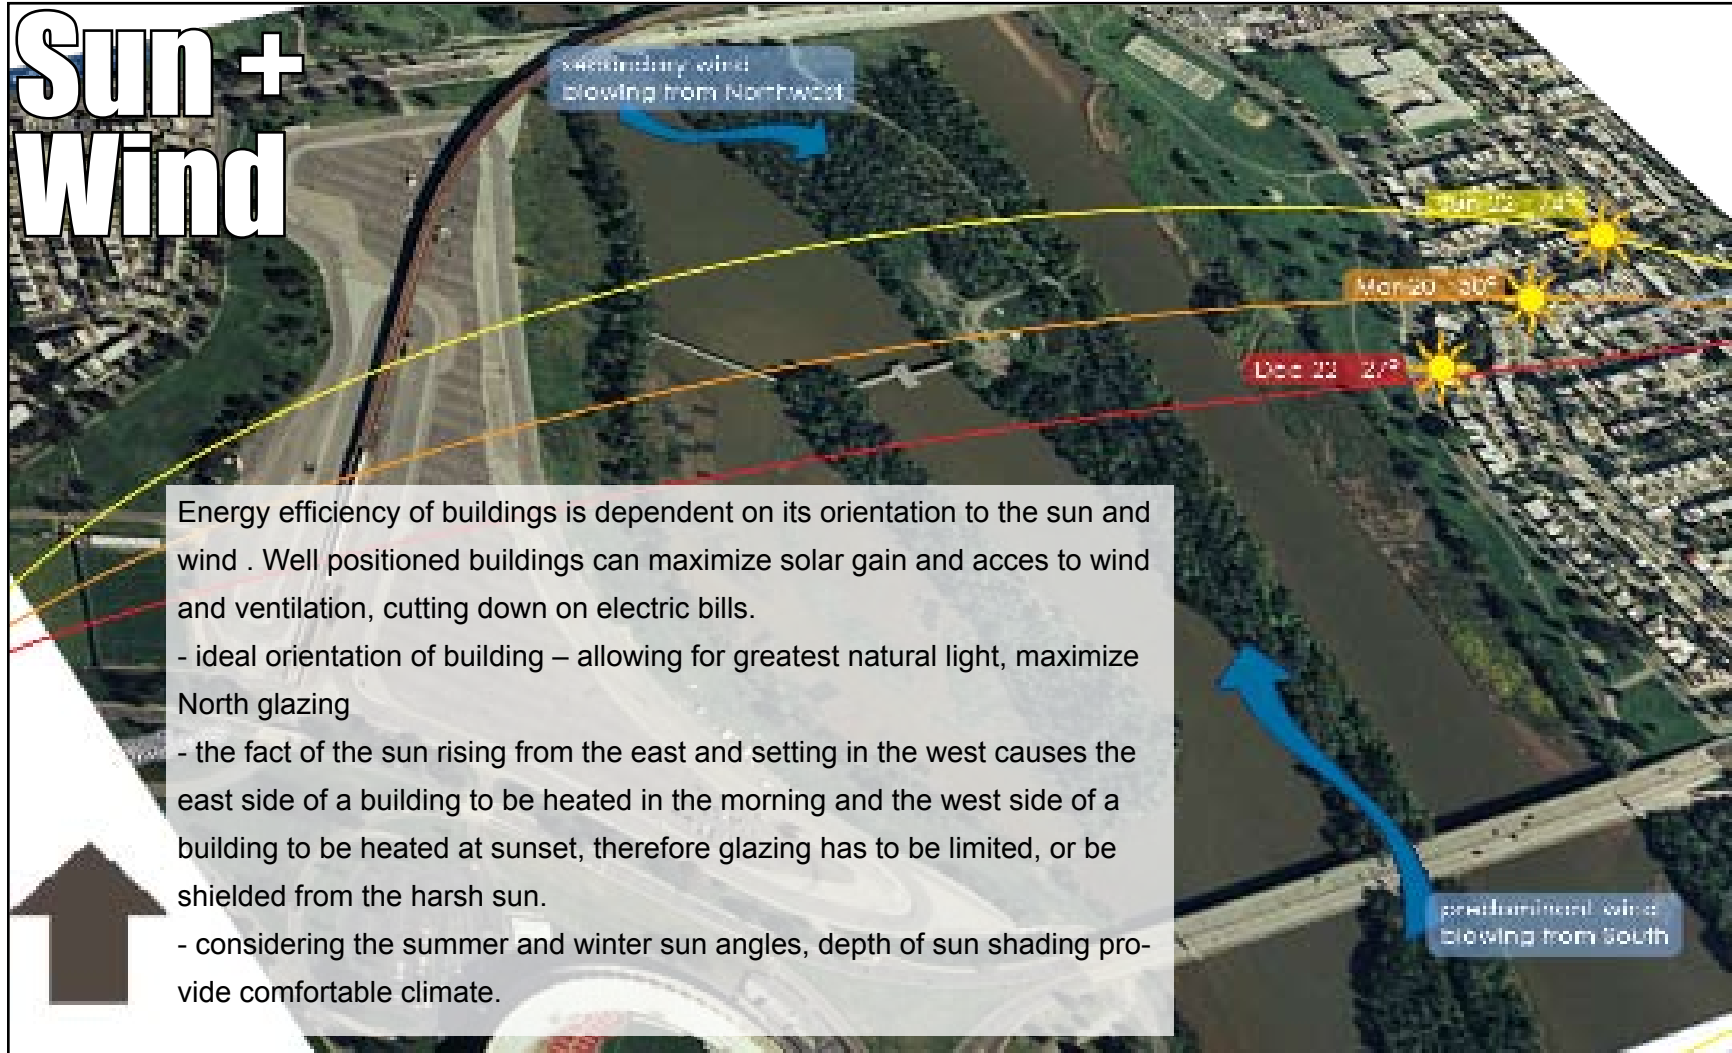 Sun +
Wind
secondary wind
blowing from Northwest
Mar 20
Dec 22 27°
Energy efficiency of buildings is dependent on its orientation to the sun and
wind . Well positioned buildings can maximize solar gain and acces to wind
and ventilation, cutting down on electric bills.
- ideal orientation of building – allowing for greatest natural light, maximize
North glazing
- the fact of the sun rising from the east and setting in the west causes the
east side of a building to be heated in the morning and the west side of a
building to be heated at sunset, therefore glazing has to be limited, or be
shielded from the harsh sun.
- considering the summer and winter sun angles, depth of sun shading pro-
vide comfortable climate.
predominant wind
blowing from South